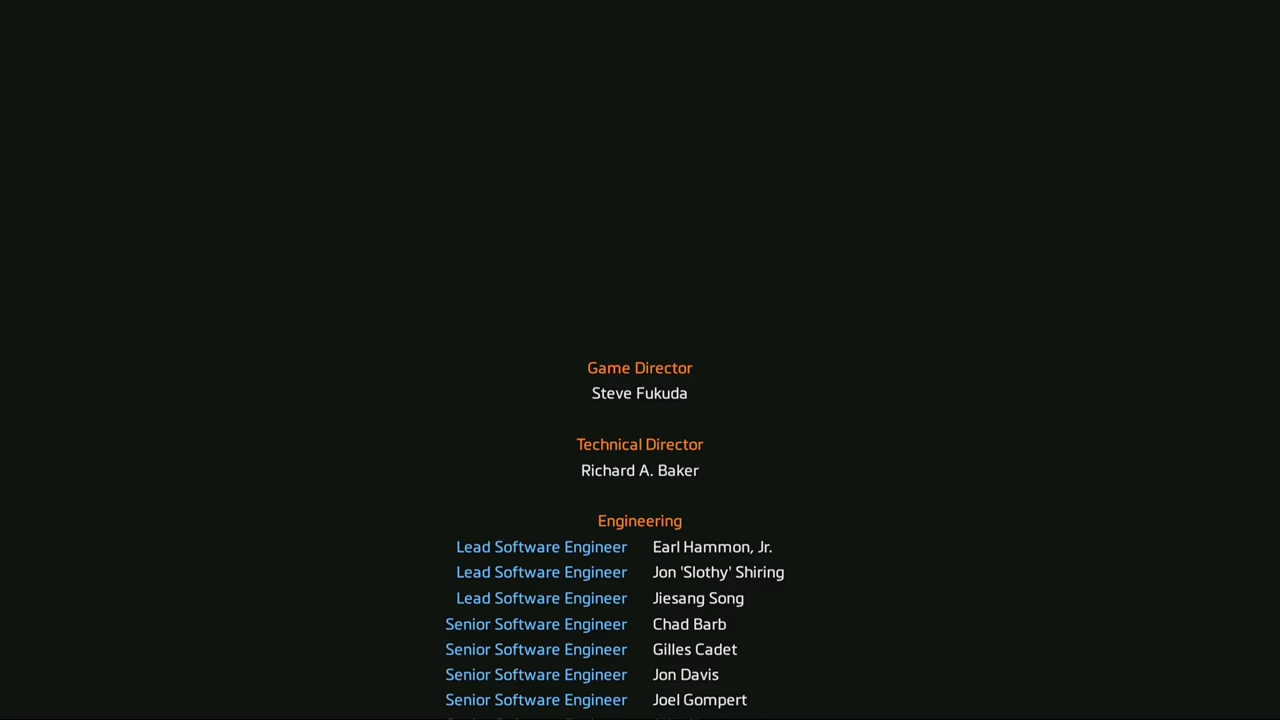 Game Director
Steve Fukuda
Technical Director
Richard A. Baker
Engineering
Lead Software Engineer Earl Hammon, Jr.
Lead Software Engineer Jon 'Slothy' Shiring
Lead Software Engineer Jiesang Song
Senior Software Engineer Chad Barb
Senior Software Engineer Gilles Cadet
Senior Software Engineer Jon Davis
Senior Software Engineer Joel Gompert